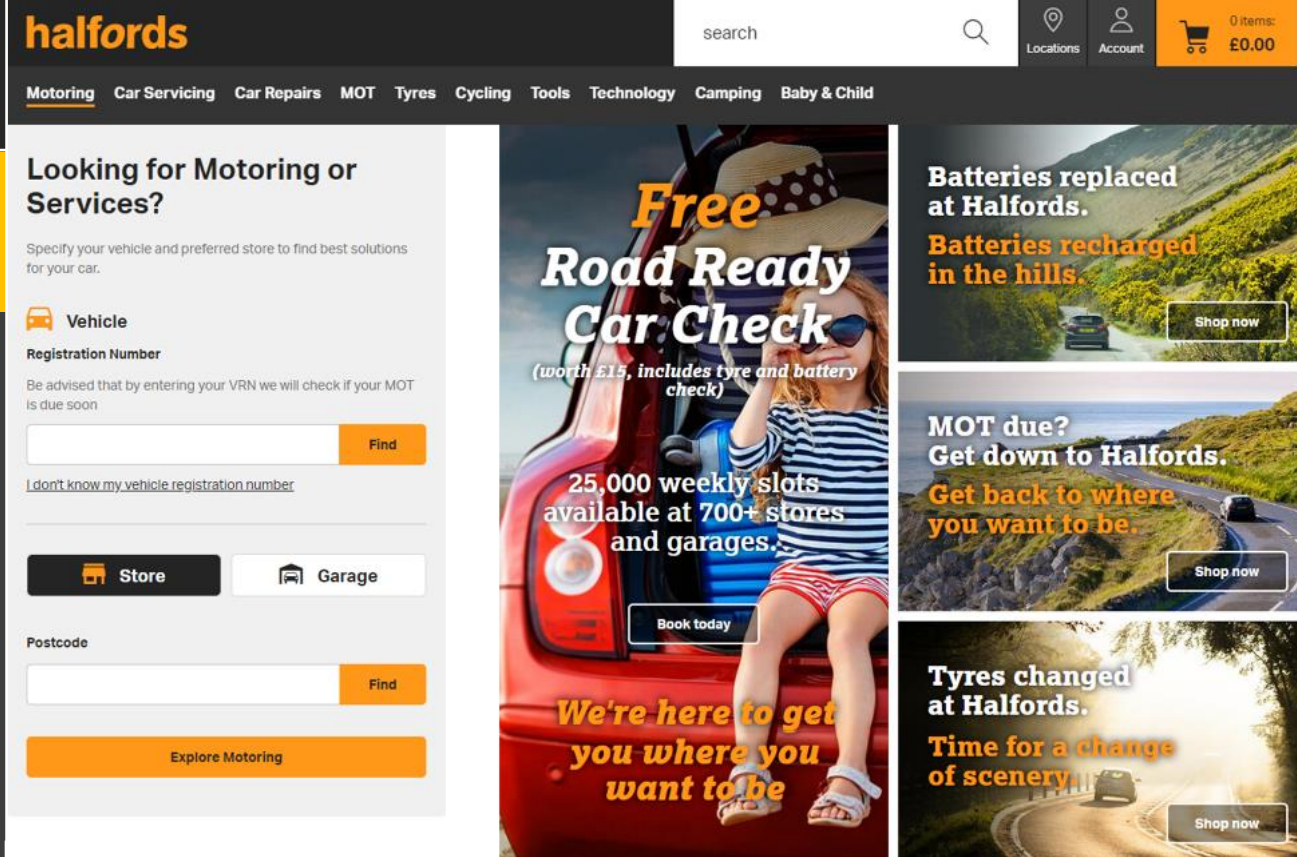 halfords
search
Locations
Account
0 items:
£0.00
Motoring Car Servicing Car Repairs MOT Tyres Cycling Tools Technology Camping Baby & Child
Looking for Motoring or
Services?
Specify your vehicle and preferred store to find best solutions
for your car.
Vehicle
Registration Number
Be advised that by entering your VRN we will check if your MOT
is due soon
Find
I don't know my vehicle registration number
Store
Garage
Postcode
Find
Explore Motoring
Free
Road Ready
Car Check
(worth £15, includes tyre and battery
check)
25,000 weekly slots
available at 700+ stores
and garages.
Book today
We're here to get
you where you
want to be
Batteries replaced
at Halfords.
Batteries recharged
in the hills.
Shop now
MOT due?
Get down to Halfords.
Get back to where
you want to be.
Shop now
Tyres changed
at Halfords.
Time for a change
of scenery.
Shop now